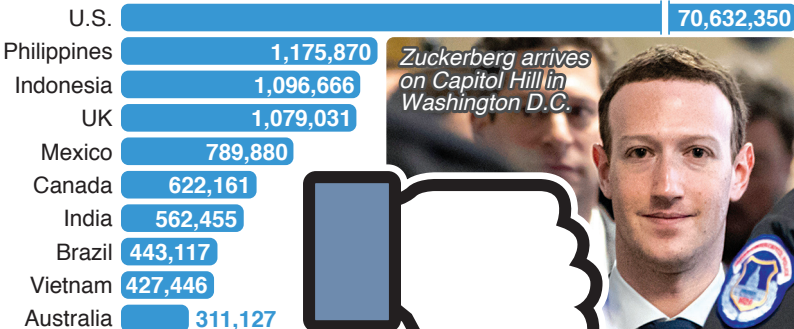 U.S. 70,632,350
Philippines 1,175,870
Indonesia 1,096,666
UK 1,079,031
Mexico 789,880
Canada 622,161
India 562,455
Brazil 443,117
Vietnam 427,446
Australia 311,127
Zuckerberg arrives
on Capitol Hill in
Washington D.C.